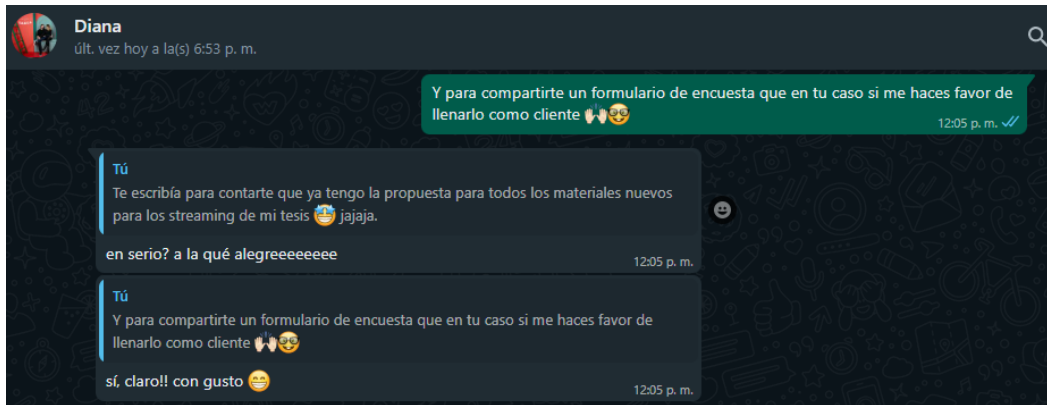 Diana
últ. vez hoy a la(s) 6:53 p. m.
Y para compartirte un formulario de encuesta que en tu caso si me haces favor de
llenarlo como cliente 🙌🏻🥸
12:05 p. m.
Tú
Te escribía para contarte que ya tengo la propuesta para todos los materiales nuevos
para los streaming de mi tesis 🤩 jajaja.
en serio? a la qué alegreeeeeeee
12:05 p. m.
Tú
Y para compartirte un formulario de encuesta que en tu caso si me haces favor de
llenarlo como cliente 🙌🏻🥸
sí, claro!! con gusto 😁
12:05 p. m.